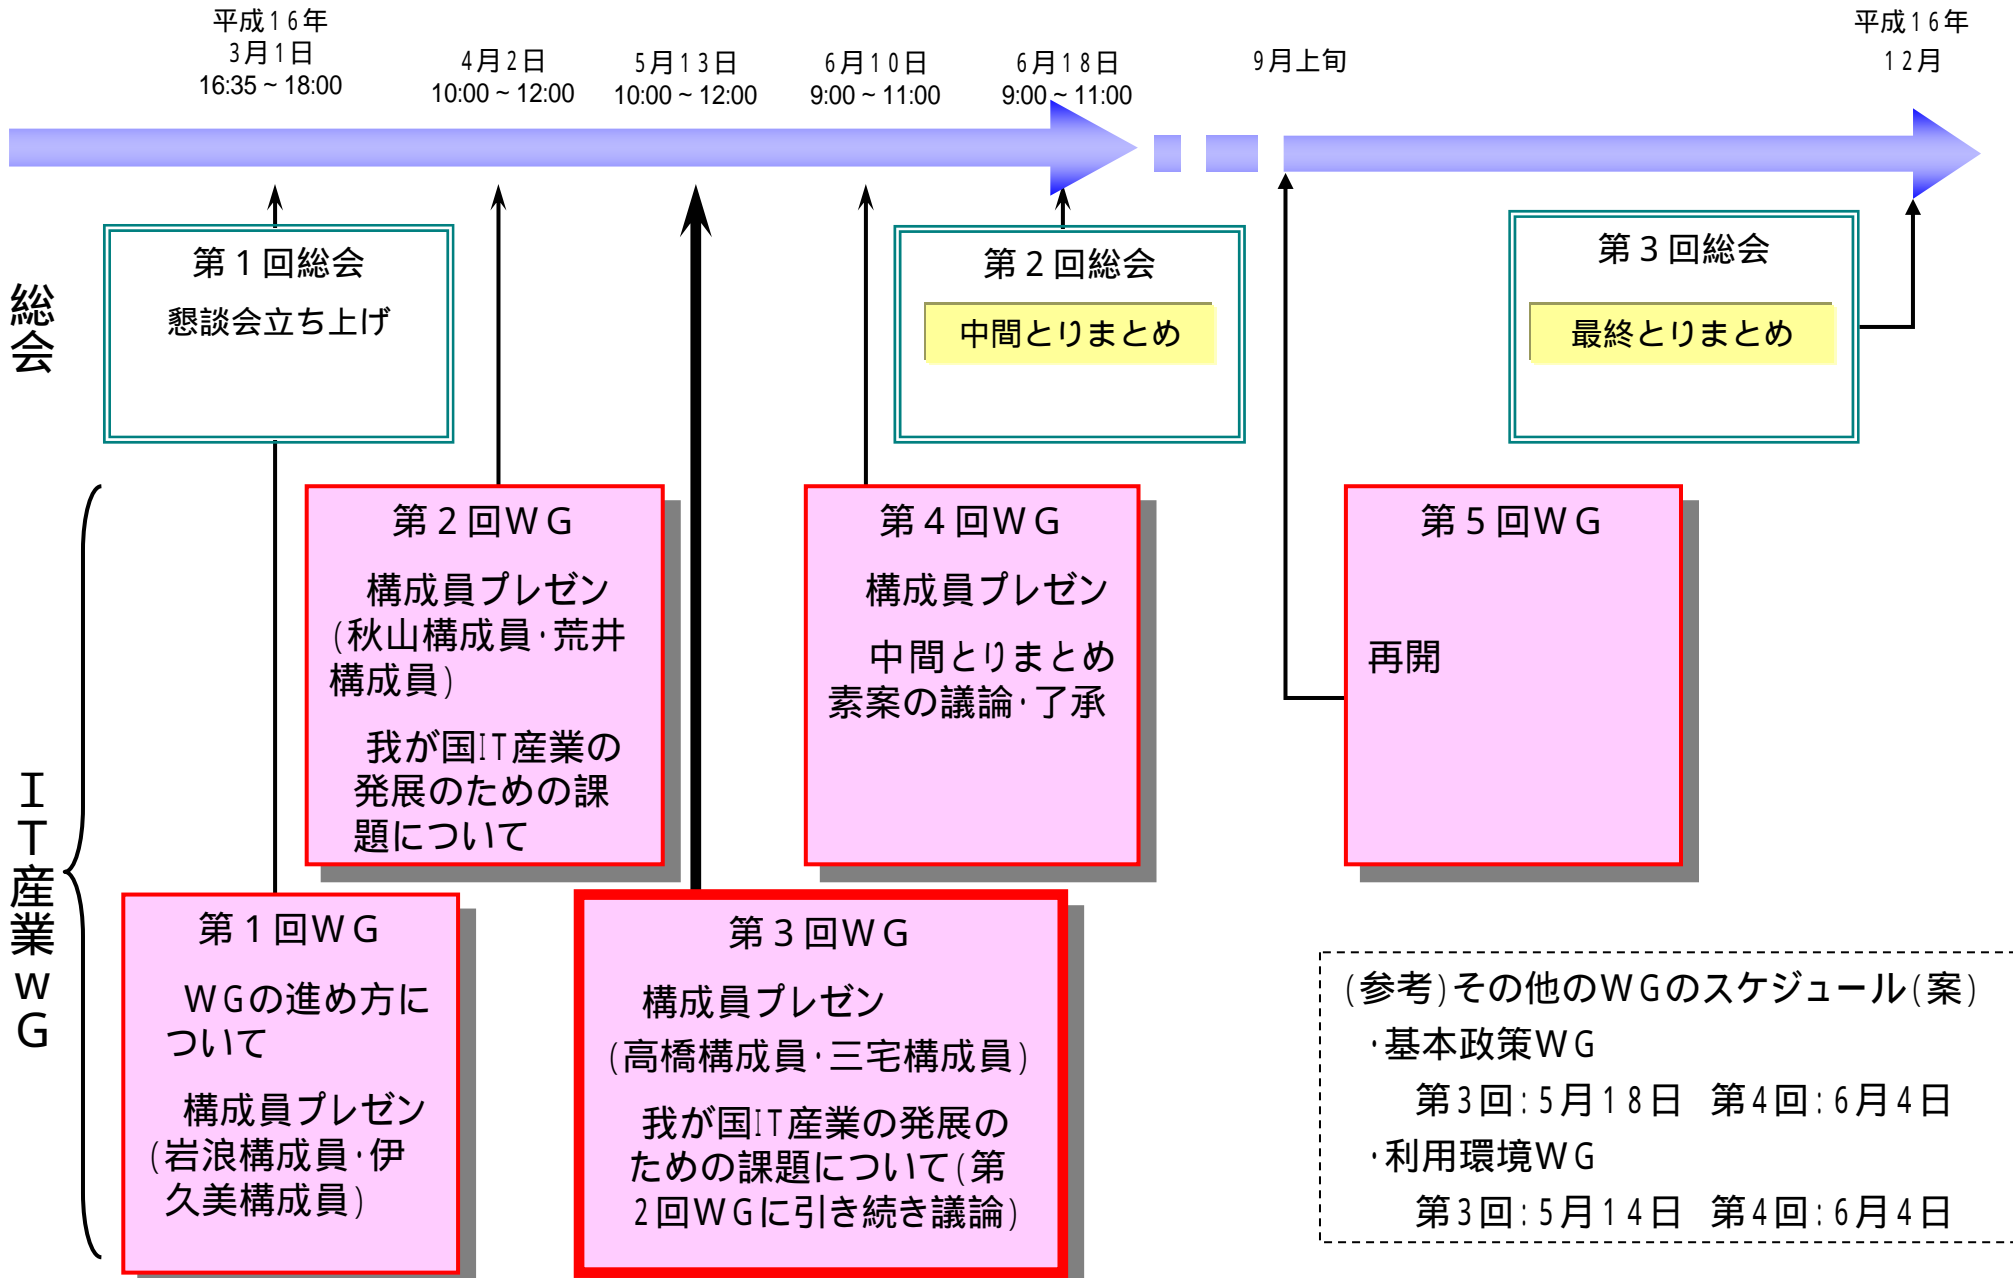 平成16年
3月1日
16:35~18:00
4月2日
10:00~12:00
5月13日
10:00~12:00
6月10日
9:00~11:00
6月18日
9:00~11:00
9月上旬
平成16年
12月
総会
第1回総会
懇談会立ち上げ
第2回総会
中間とりまとめ
第3回総会
最終とりまとめ
IT産業WG
第2回WG
構成員プレゼン
(秋山構成員・荒井
構成員)
我が国IT産業の
発展のための課
題について
第4回WG
構成員プレゼン
中間とりまとめ
素案の議論・了承
第5回WG
再開
第1回WG
WGの進め方に
ついて
構成員プレゼン
(岩浪構成員・伊
久美構成員)
第3回WG
構成員プレゼン
(高橋構成員・三宅構成員)
我が国IT産業の発展の
ための課題について(第
2回WGに引き続き議論)
(参考)その他のWGのスケジュール(案)
・基本政策WG
第3回:5月18日 第4回:6月4日
・利用環境WG
第3回:5月14日 第4回:6月4日